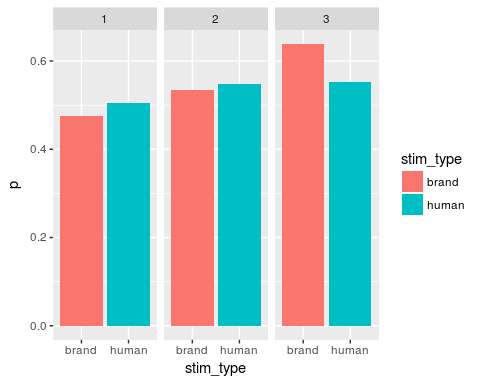 1 2 3
p
0.6
0.4
0.2
0.0
brand human brand human brand human
stim_type
stim_type
brand
human